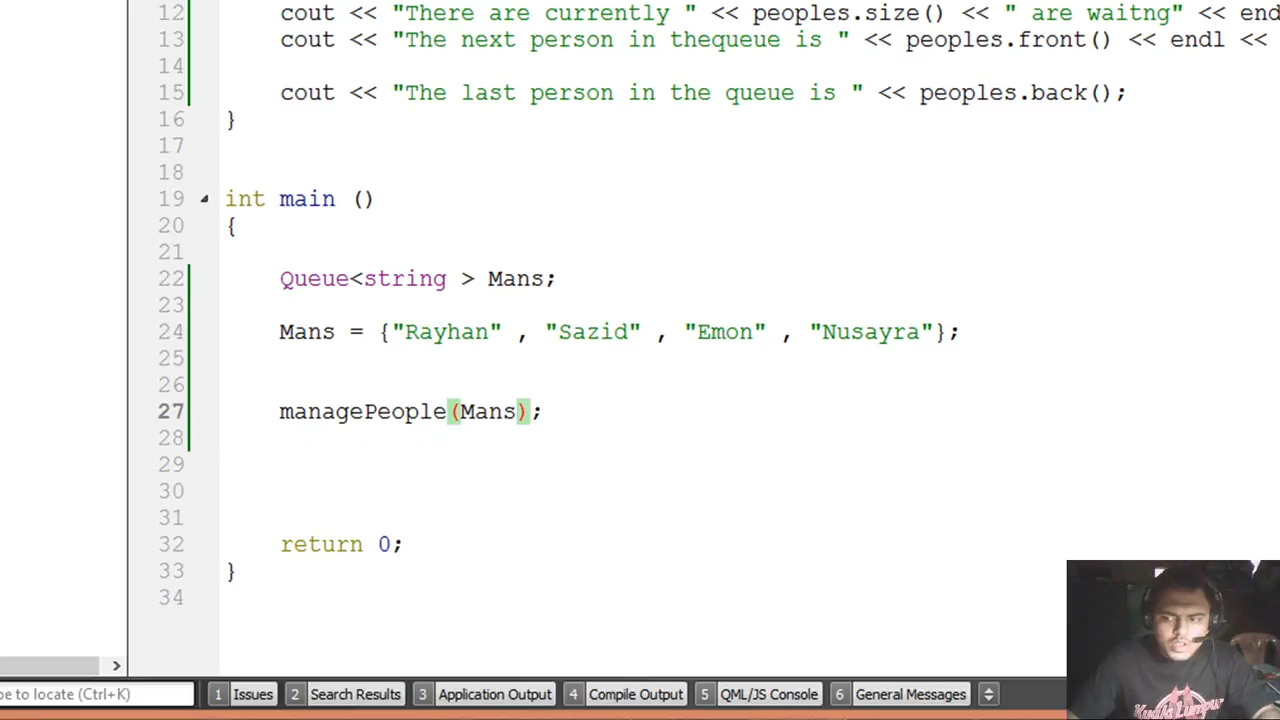 12 cout << "There are currently " << peoples.size() << " are waitng" << end
13 cout << "The next person in thequeue is " << peoples.front() << endl <<
14
15 cout << "The last person in the queue is " << peoples.back();
16 }
17
18
19 int main ()
20 {
21
22 Queue<string > Mans;
23
24 Mans = {"Rayhan" , "Sazid" , "Emon" , "Nusayra"};
25
26
27 managePeople(Mans);
28
29
30
31
32 return 0;
33 }
34
pe to locate (Ctrl+K) 1 Issues 2 Search Results 3 Application Output 4 Compile Output 5 QML/JS Console 6 General Messages
Kuala Lumpur